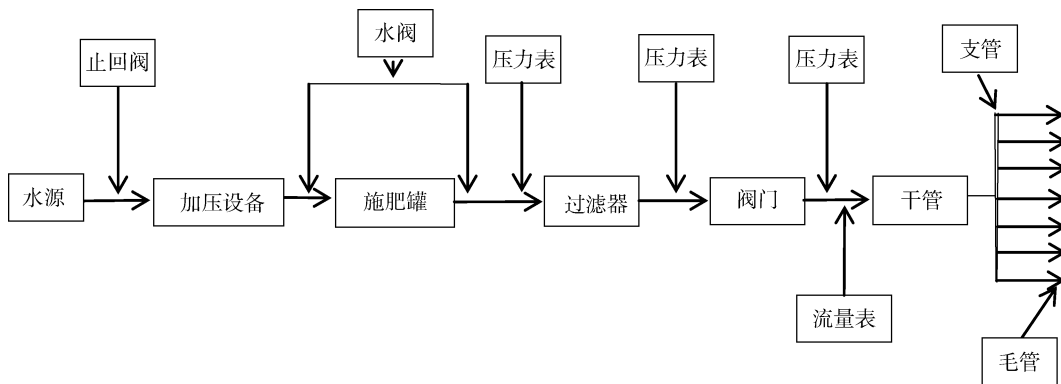 水阀
止回阀
压力表
压力表
压力表
支管
水源
加压设备
施肥罐
过滤器
阀门
干管
流量表
毛管